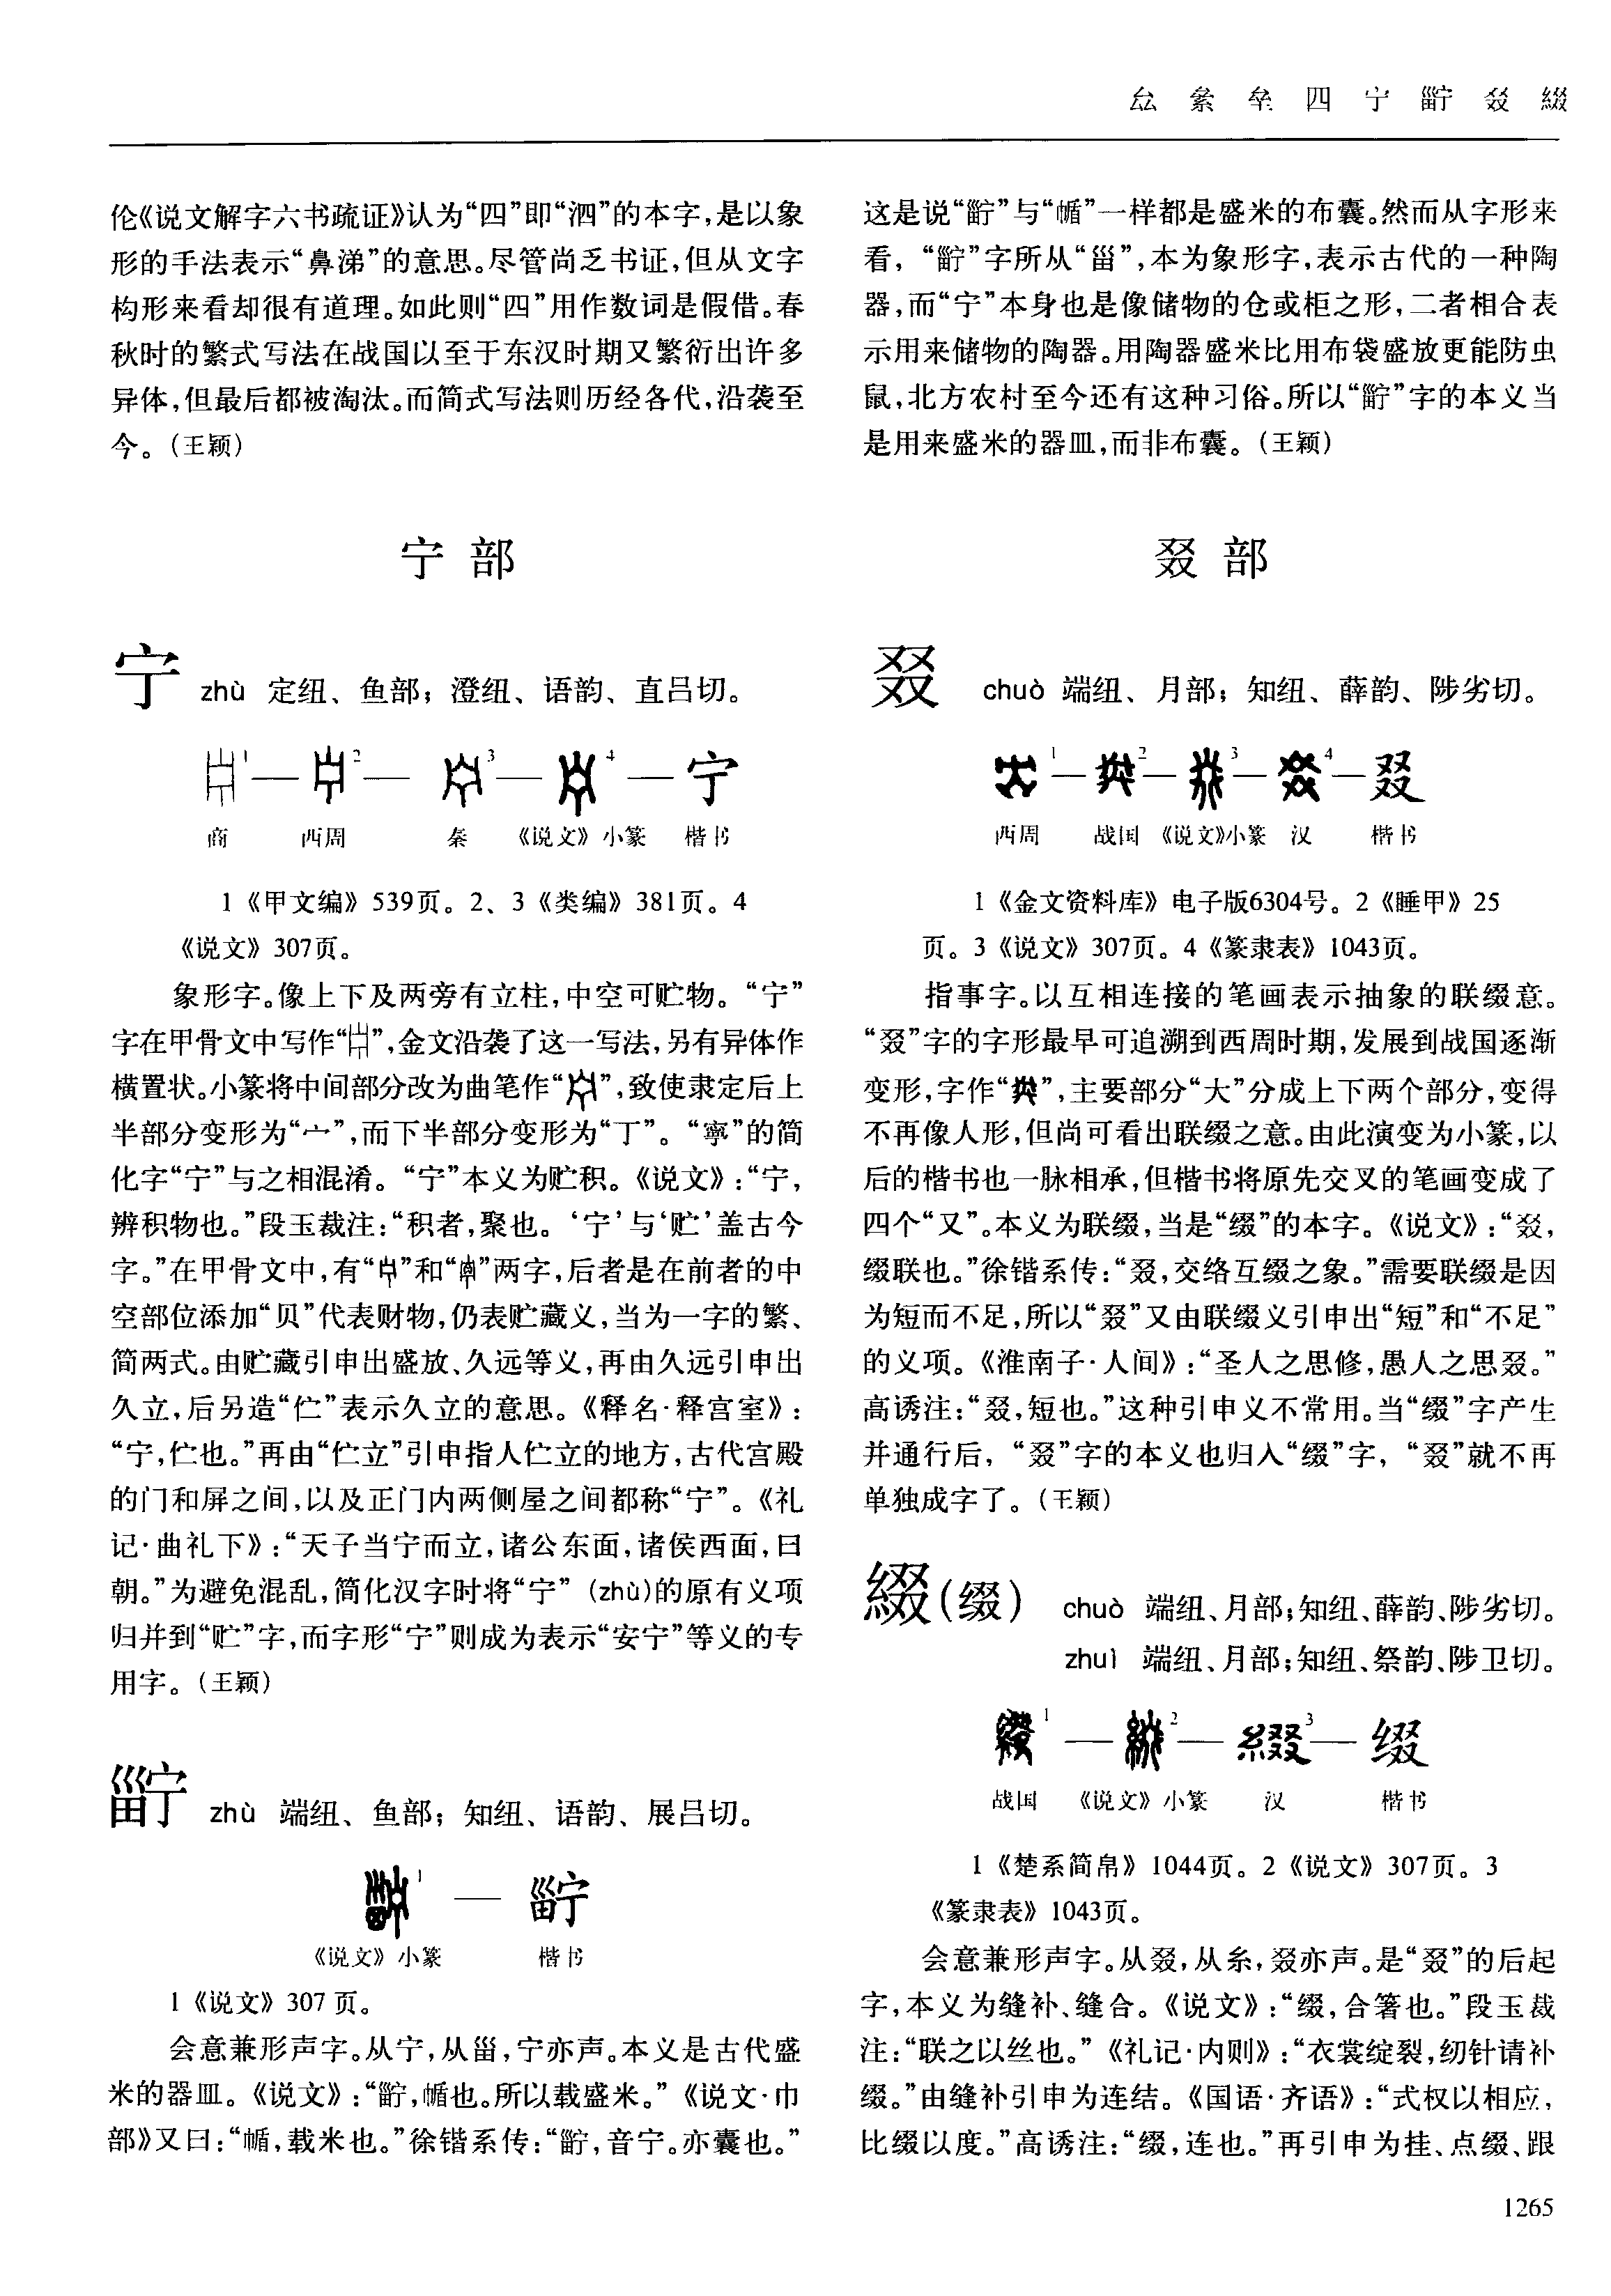 厽 絫 垒 四 宁 𤲑 叕 綴
伦《说文解字六书疏证》认为“四”即“泗”的本字,是以象
形的手法表示“鼻涕”的意思。尽管尚乏书证,但从文字
构形来看却很有道理。如此则“四”用作数词是假借。春
秋时的繁式写法在战国以至于东汉时期又繁衍出许多
异体,但最后都被淘汰。而简式写法则历经各代,沿袭至
今。(王颖)
宁 部
宁 zhù 定纽、鱼部;澄纽、语韵、直吕切。
1 — 2 — 3 — 4 — 宁
商 西周 秦 《说文》小篆 楷书
1《甲文编》539页。2、3《类编》381页。4
《说文》307页。
象形字。像上下及两旁有立柱,中空可贮物。“宁”
字在甲骨文中写作“”,金文沿袭了这一写法,另有异体作
横置状。小篆将中间部分改为曲笔作“”,致使隶定后上
半部分变形为“宀”,而下半部分变形为“丁”。“寧”的简
化字“宁”与之相混淆。“宁”本义为贮积。《说文》:“宁,
辨积物也。”段玉裁注:“积者,聚也。‘宁’与‘贮’盖古今
字。”在甲骨文中,有“”和“”两字,后者是在前者的中
空部位添加“贝”代表财物,仍表贮藏义,当为一字的繁、
简两式。由贮藏引申出盛放、久远等义,再由久远引申出
久立,后另造“伫”表示久立的意思。《释名·释宫室》:
“宁,伫也。”再由“伫立”引申指人伫立的地方,古代宫殿
的门和屏之间,以及正门内两侧屋之间都称“宁”。《礼
记·曲礼下》:“天子当宁而立,诸公东面,诸侯西面,曰
朝。”为避免混乱,简化汉字时将“宁”(zhù)的原有义项
归并到“贮”字,而字形“宁”则成为表示“安宁”等义的专
用字。(王颖)
zhù 端纽、鱼部;知纽、语韵、展吕切。
1 —
《说文》小篆 楷书
1《说文》307 页。
会意兼形声字。从宁,从甾,宁亦声。本义是古代盛
米的器皿。《说文》:“,㡒也。所以载盛米。”《说文·巾
部》又曰:“㡒,载米也。”徐锴系传:“,音宁。亦囊也。”
这是说“”与“㡒”一样都是盛米的布囊。然而从字形来
看,“”字所从“甾”,本为象形字,表示古代的一种陶
器,而“宁”本身也是像储物的仓或柜之形,二者相合表
示用来储物的陶器。用陶器盛米比用布袋盛放更能防虫
鼠,北方农村至今还有这种习俗。所以“”字的本义当
是用来盛米的器皿,而非布囊。(王颖)
叕 部
叕 chuò 端纽、月部;知纽、薛韵、陟劣切。
1 — 2 — 3 — 4 — 叕
西周 战国 《说文》小篆 汉 楷书
1《金文资料库》电子版6304号。2《睡甲》25
页。3《说文》307页。4《篆隶表》1043页。
指事字。以互相连接的笔画表示抽象的联缀意。
“叕”字的字形最早可追溯到西周时期,发展到战国逐渐
变形,字作“”,主要部分“大”分成上下两个部分,变得
不再像人形,但尚可看出联缀之意。由此演变为小篆,以
后的楷书也一脉相承,但楷书将原先交叉的笔画变成了
四个“又”。本义为联缀,当是“缀”的本字。《说文》:“叕,
缀联也。”徐锴系传:“叕,交络互缀之象。”需要联缀是因
为短而不足,所以“叕”又由联缀义引申出“短”和“不足”
的义项。《淮南子·人间》:“圣人之思修,愚人之思叕。”
高诱注:“叕,短也。”这种引申义不常用。当“缀”字产生
并通行后,“叕”字的本义也归入“缀”字,“叕”就不再
单独成字了。(王颖)
綴(缀) chuò 端纽、月部;知纽、薛韵、陟劣切。
zhuì 端纽、月部;知纽、祭韵、陟卫切。
1 — 2 — 綴3 — 缀
战国 《说文》小篆 汉 楷书
1《楚系简帛》1044页。2《说文》307页。3
《篆隶表》1043页。
会意兼形声字。从叕,从糸,叕亦声。是“叕”的后起
字,本义为缝补、缝合。《说文》:“缀,合箸也。”段玉裁
注:“联之以丝也。”《礼记·内则》:“衣裳绽裂,纫针请补
缀。”由缝补引申为连结。《国语·齐语》:“式权以相应,
比缀以度。”高诱注:“缀,连也。”再引申为挂、点缀、跟
1265